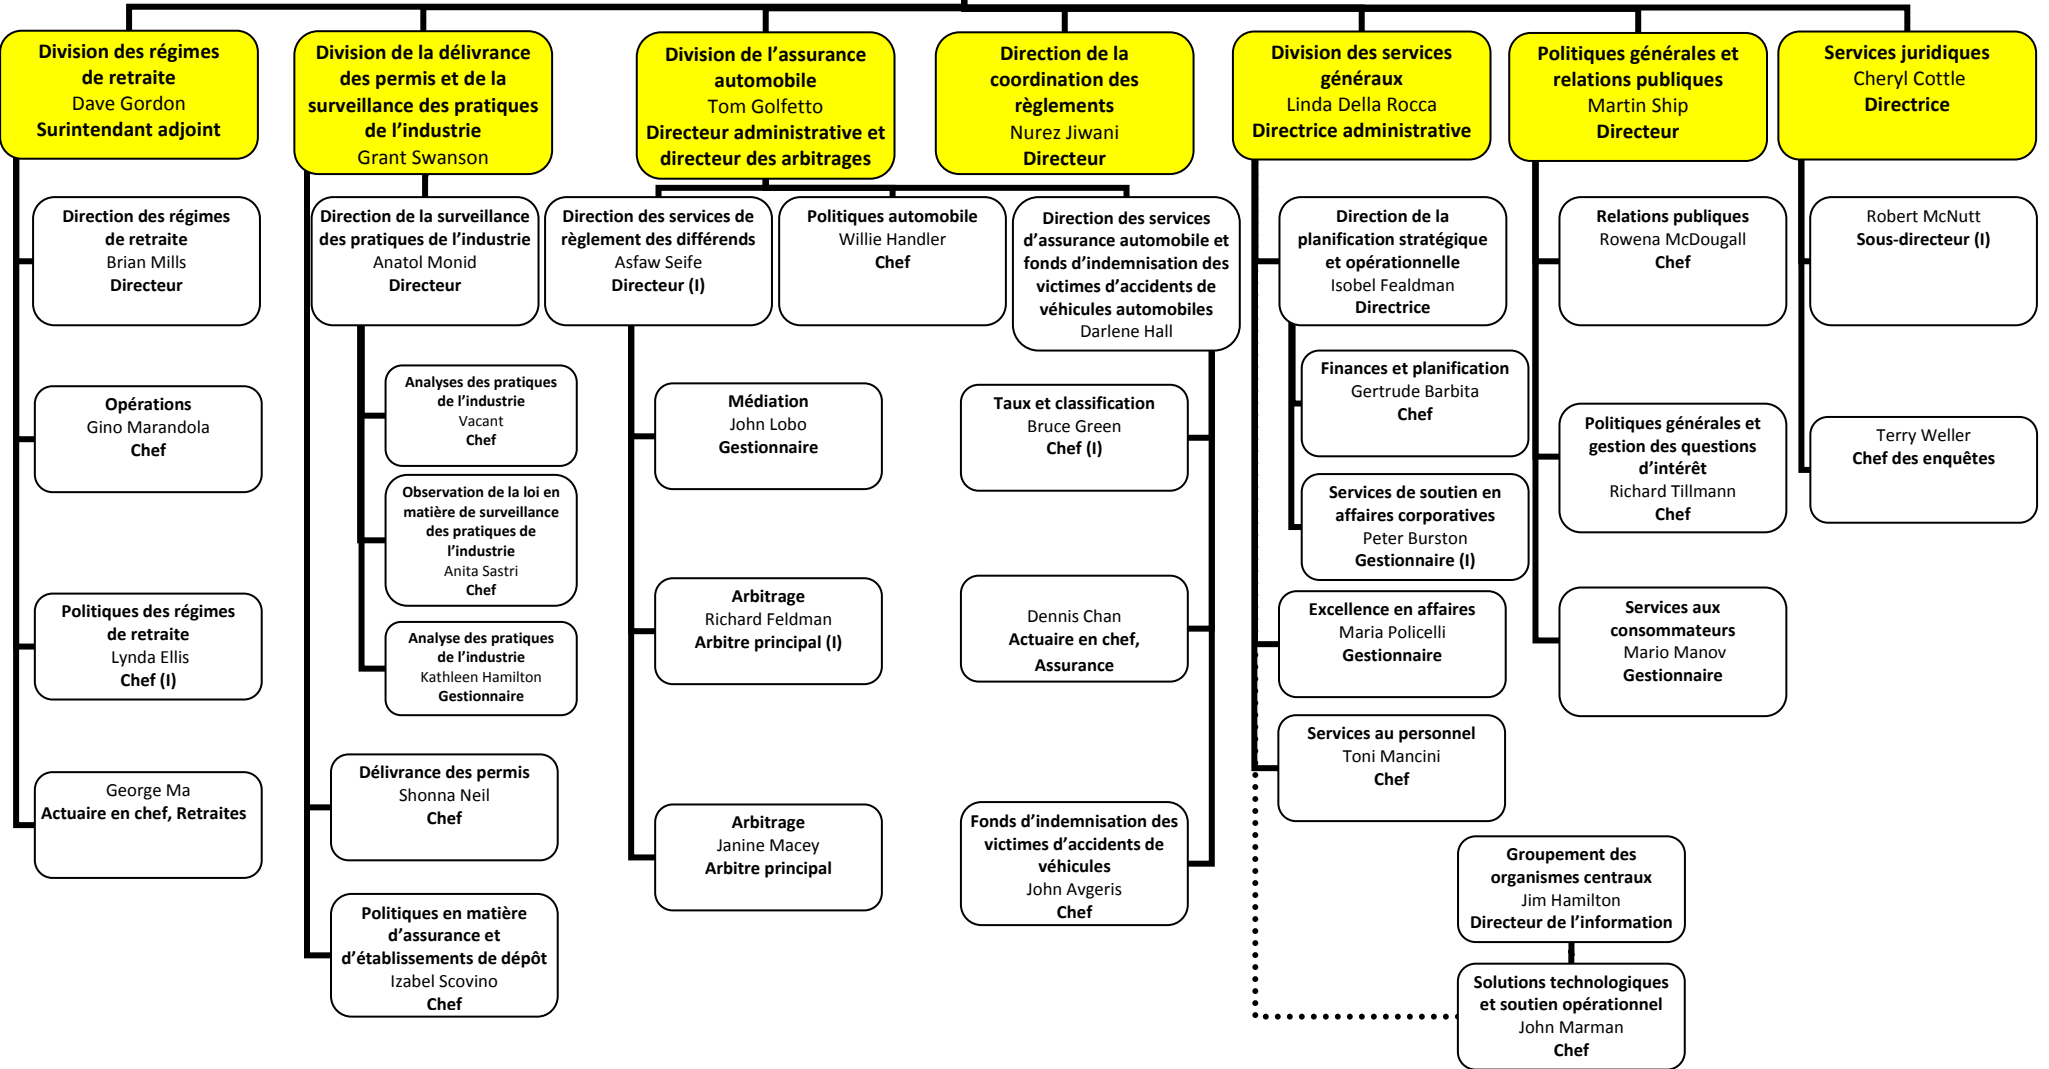 Division des régimes
de retraite
Dave Gordon
Surintendant adjoint
Division de la délivrance
des permis et de la
surveillance des pratiques
de l’industrie
Grant Swanson
Division de l’assurance
automobile
Tom Golfetto
Directeur administrative et
directeur des arbitrages
Direction de la
coordination des
règlements
Nurez Jiwani
Directeur
Division des services
généraux
Linda Della Rocca
Directrice administrative
Politiques générales et
relations publiques
Martin Ship
Directeur
Services juridiques
Cheryl Cottle
Directrice
Direction des régimes
de retraite
Brian Mills
Directeur
Opérations
Gino Marandola
Chef
Politiques des régimes
de retraite
Lynda Ellis
Chef (I)
George Ma
Actuaire en chef, Retraites
Direction de la surveillance
des pratiques de l’industrie
Anatol Monid
Directeur
Analyses des pratiques
de l’industrie
Vacant
Chef
Observation de la loi en
matière de surveillance
des pratiques de
l’industrie
Anita Sastri
Chef
Analyse des pratiques
de l’industrie
Kathleen Hamilton
Gestionnaire
Délivrance des permis
Shonna Neil
Chef
Politiques en matière
d’assurance et
d’établissements de dépôt
Izabel Scovino
Chef
Direction des services de
règlement des différends
Asfaw Seife
Directeur (I)
Médiation
John Lobo
Gestionnaire
Arbitrage
Richard Feldman
Arbitre principal (I)
Arbitrage
Janine Macey
Arbitre principal
Politiques automobile
Willie Handler
Chef
Direction des services
d’assurance automobile et
fonds d’indemnisation des
victimes d’accidents de
véhicules automobiles
Darlene Hall
Taux et classification
Bruce Green
Chef (I)
Dennis Chan
Actuaire en chef,
Assurance
Fonds d’indemnisation des
victimes d’accidents de
véhicules
John Avgeris
Chef
Direction de la
planification stratégique
et opérationnelle
Isobel Fealdman
Directrice
Finances et planification
Gertrude Barbita
Chef
Services de soutien en
affaires corporatives
Peter Burston
Gestionnaire (I)
Excellence en affaires
Maria Policelli
Gestionnaire
Services au personnel
Toni Mancini
Chef
Groupement des
organismes centraux
Jim Hamilton
Directeur de l’information
Solutions technologiques
et soutien opérationnel
John Marman
Chef
Relations publiques
Rowena McDougall
Chef
Politiques générales et
gestion des questions
d’intérêt
Richard Tillmann
Chef
Services aux
consommateurs
Mario Manov
Gestionnaire
Robert McNutt
Sous-directeur (I)
Terry Weller
Chef des enquêtes